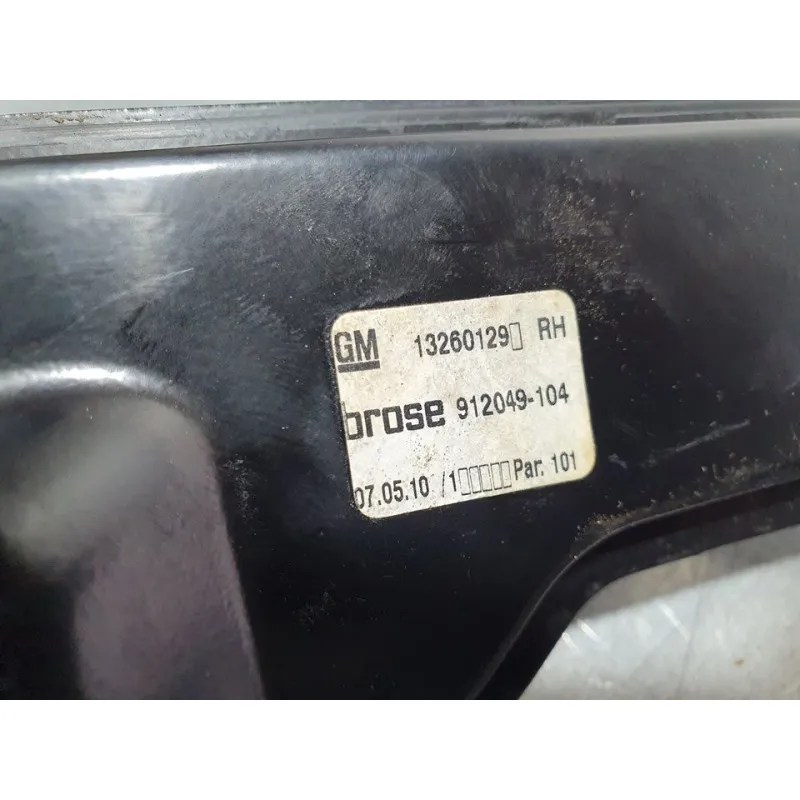 GM 13260129▯ RH
brose 912049-104
07.05.10 /1▯▯▯▯▯Par. 101